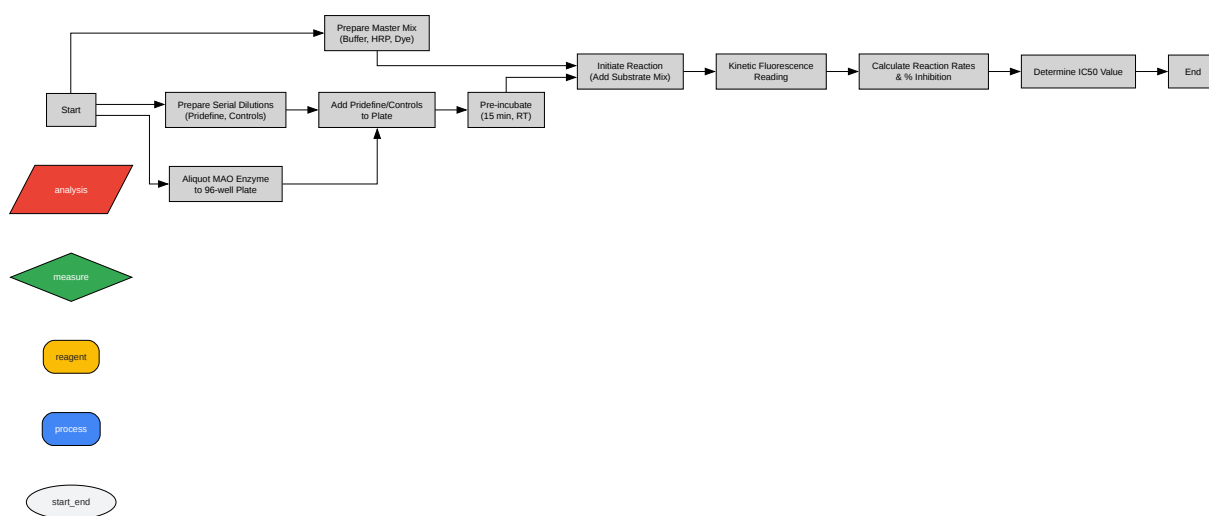 Prepare Master Mix
(Buffer, HRP, Dye)
Initiate Reaction
(Add Substrate Mix)
Kinetic Fluorescence
Reading
Calculate Reaction Rates
& % Inhibition
Determine IC50 Value
End
Start
Prepare Serial Dilutions
(Pridefine, Controls)
Add Pridefine/Controls
to Plate
Pre-incubate
(15 min, RT)
Aliquot MAO Enzyme
to 96-well Plate
analysis
measure
reagent
process
start_end